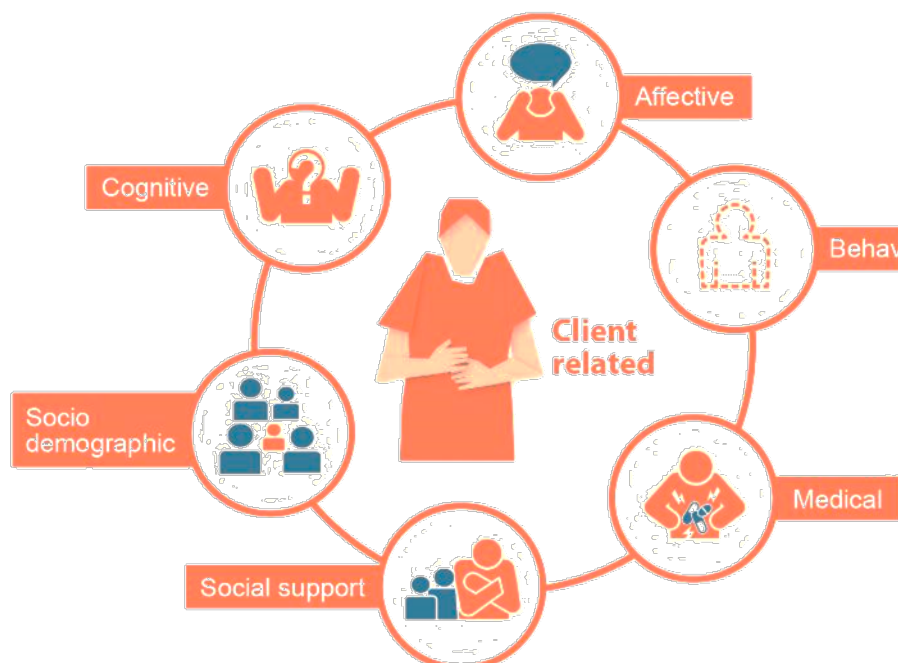 Affective
Cognitive
Behav
Client
related
Socio
demographic
Medical
Social support